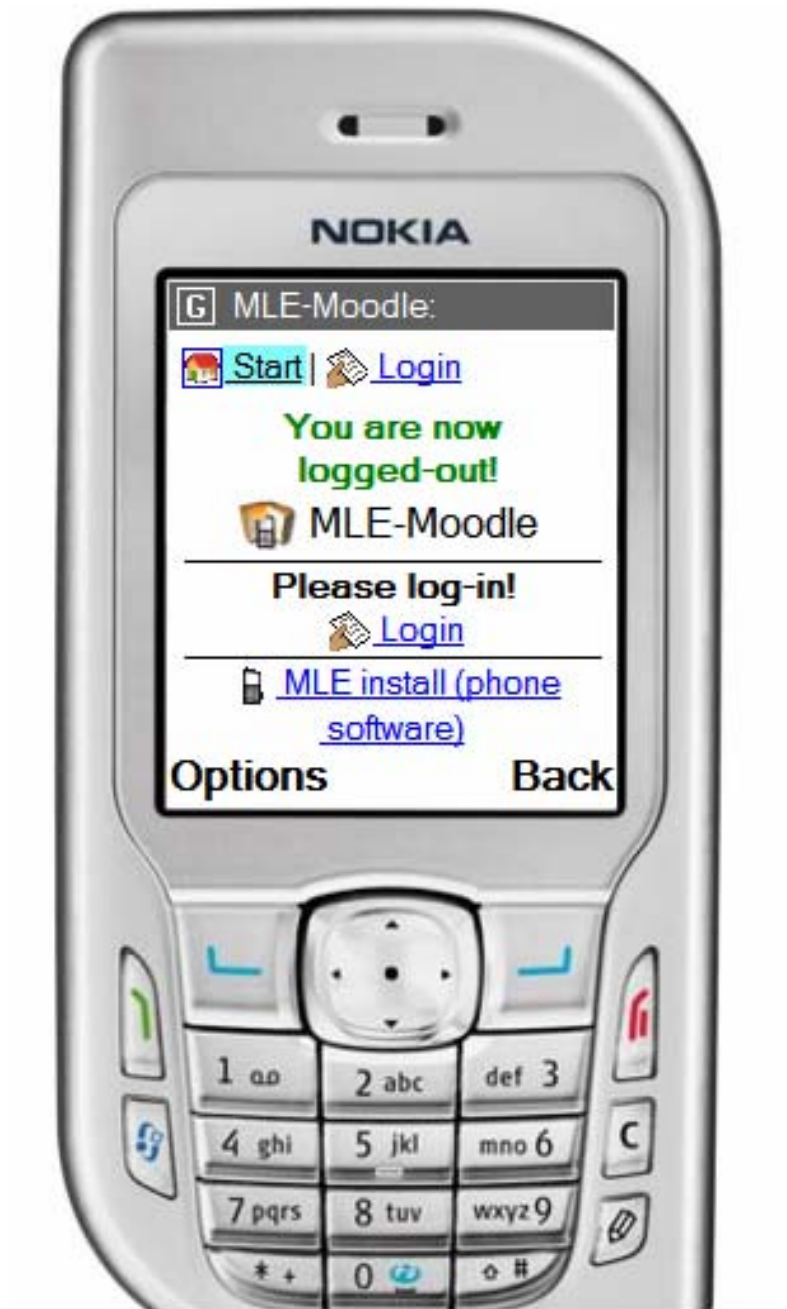 NOKIA
G MLE-Moodle:
Start | Login
You are now
logged-out!
MLE-Moodle
Please log-in!
Login
MLE install (phone
software)
Options Back
1
2 abc
def 3
4 ghi
5 jkl
mno 6
C
7 pqrs
8 tuv
wxyz 9
* +
0
#